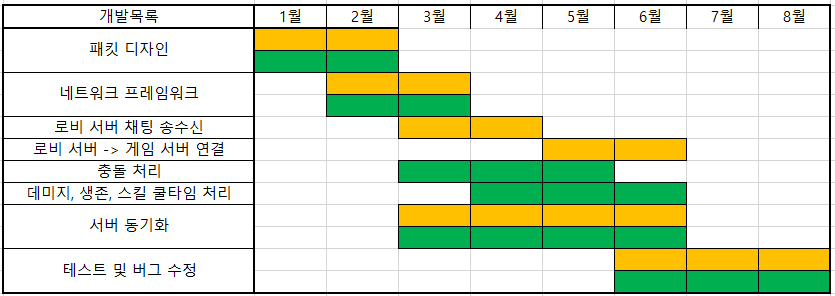 개발목록 1월 2월 3월 4월 5월 6월 7월 8월
패킷 디자인
네트워크 프레임워크
로비 서버 채팅 송수신
로비 서버 -> 게임 서버 연결
충돌 처리
데미지, 생존, 스킬 쿨타임 처리
서버 동기화
테스트 및 버그 수정